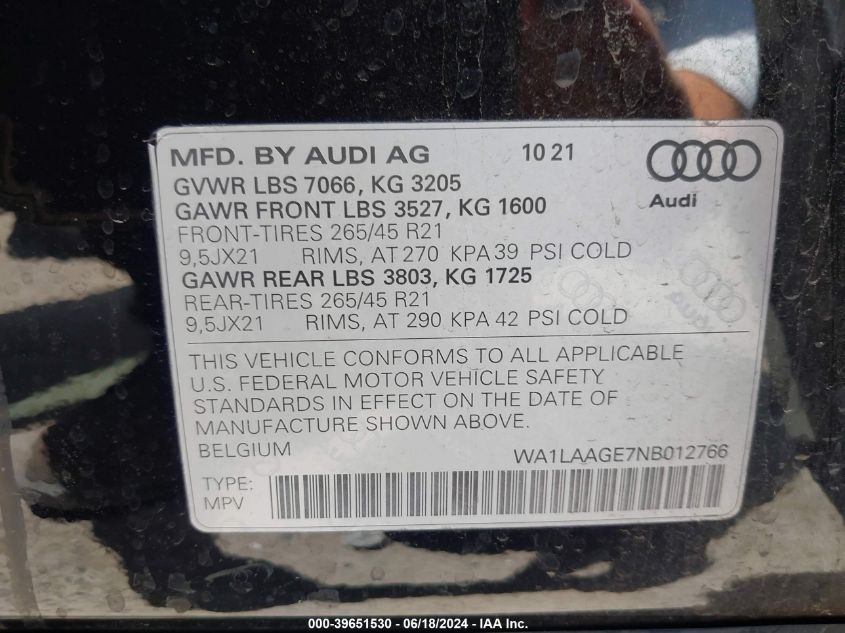 MFD. BY AUDI AG 10 21
Audi
GVWR LBS 7066, KG 3205
GAWR FRONT LBS 3527, KG 1600
FRONT-TIRES 265/45 R21
9,5JX21 RIMS, AT 270 KPA 39 PSI COLD
GAWR REAR LBS 3803, KG 1725
REAR-TIRES 265/45 R21
9,5JX21 RIMS, AT 290 KPA 42 PSI COLD
Audi
THIS VEHICLE CONFORMS TO ALL APPLICABLE
U.S. FEDERAL MOTOR VEHICLE SAFETY
STANDARDS IN EFFECT ON THE DATE OF
MANUFACTURE SHOWN ABOVE.
BELGIUM WA1LAAGE7NB012766
TYPE:
MPV
000-39651530 - 06/18/2024 - IAA Inc.